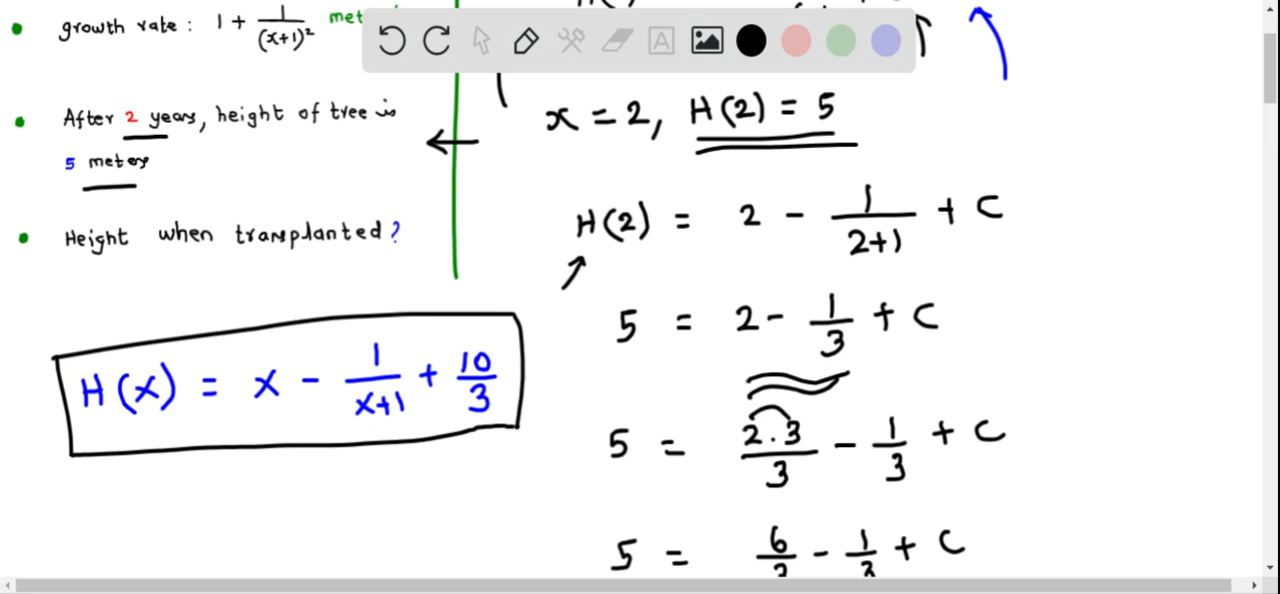 growth rate : 1 + 1/(x+1)² met
After 2 years, height of tree is
5 meters
Height when transplanted?
H(x) = x - 1/(x+1) + 10/3
A
x = 2, H(2) = 5
H(2) = 2 - 1/(2+1) + C
5 = 2 - 1/3 + C
5 = 2.3/3 - 1/3 + C
5 = 6/3 - 1/3 + C